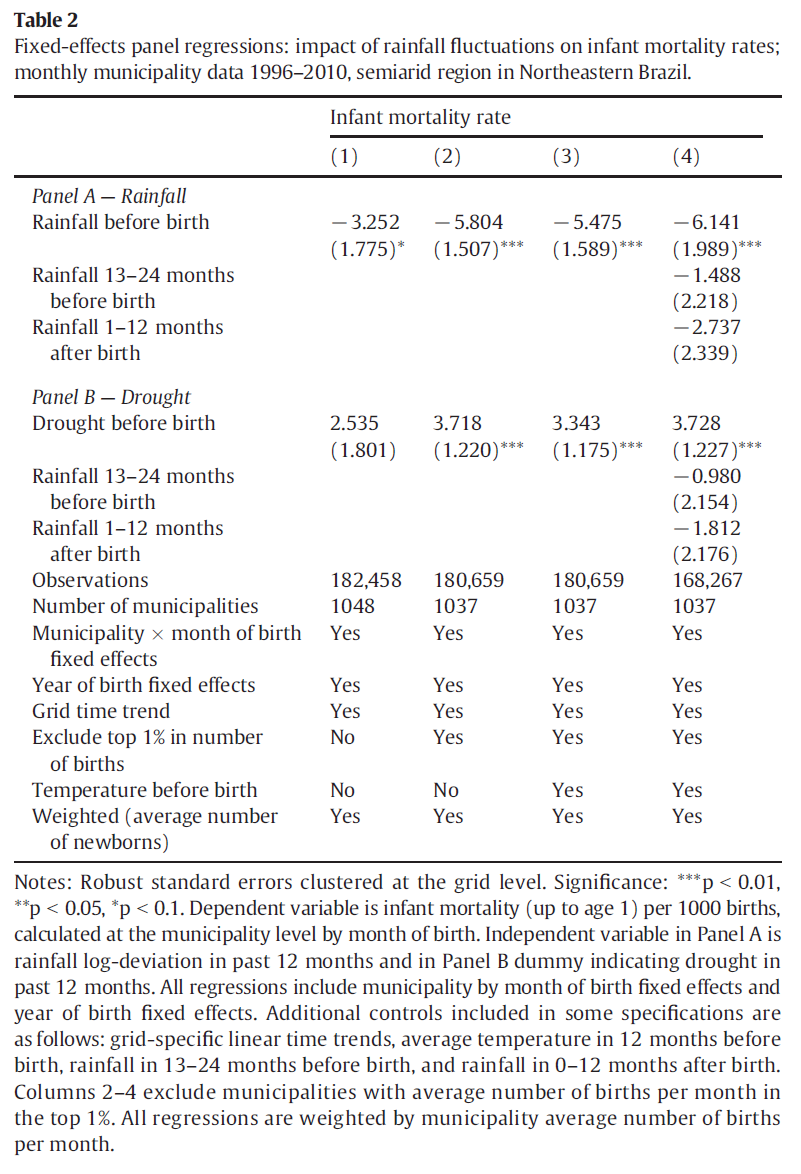 Table 2
Fixed-effects panel regressions: impact of rainfall fluctuations on infant mortality rates;
monthly municipality data 1996–2010, semiarid region in Northeastern Brazil.
Infant mortality rate
(1) (2) (3) (4)
Panel A — Rainfall
Rainfall before birth −3.252 −5.804 −5.475 −6.141
(1.775)* (1.507)*** (1.589)*** (1.989)***
Rainfall 13–24 months −1.488
before birth (2.218)
Rainfall 1–12 months −2.737
after birth (2.339)
Panel B — Drought
Drought before birth 2.535 3.718 3.343 3.728
(1.801) (1.220)*** (1.175)*** (1.227)***
Rainfall 13–24 months −0.980
before birth (2.154)
Rainfall 1–12 months −1.812
after birth (2.176)
Observations 182,458 180,659 180,659 168,267
Number of municipalities 1048 1037 1037 1037
Municipality × month of birth Yes Yes Yes Yes
fixed effects
Year of birth fixed effects Yes Yes Yes Yes
Grid time trend Yes Yes Yes Yes
Exclude top 1% in number No Yes Yes Yes
of births
Temperature before birth No No Yes Yes
Weighted (average number Yes Yes Yes Yes
of newborns)
Notes: Robust standard errors clustered at the grid level. Significance: ***p < 0.01,
**p < 0.05, *p < 0.1. Dependent variable is infant mortality (up to age 1) per 1000 births,
calculated at the municipality level by month of birth. Independent variable in Panel A is
rainfall log-deviation in past 12 months and in Panel B dummy indicating drought in
past 12 months. All regressions include municipality by month of birth fixed effects and
year of birth fixed effects. Additional controls included in some specifications are
as follows: grid-specific linear time trends, average temperature in 12 months before
birth, rainfall in 13–24 months before birth, and rainfall in 0–12 months after birth.
Columns 2–4 exclude municipalities with average number of births per month in
the top 1%. All regressions are weighted by municipality average number of births
per month.